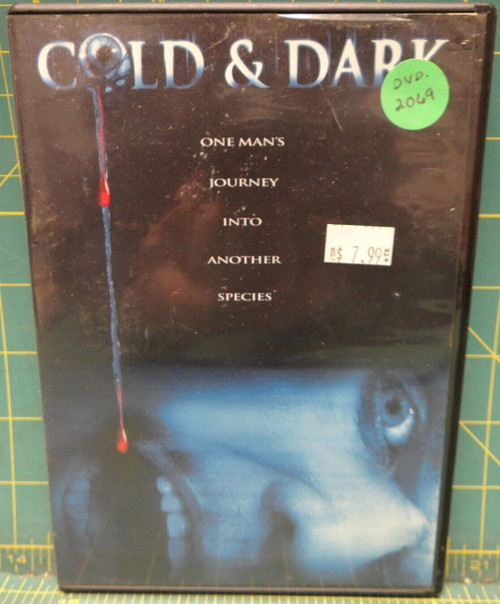 COLD & DARK
DVD.
2069
ONE MAN'S
JOURNEY
INTO
ANOTHER
SPECIES
$ 7.99